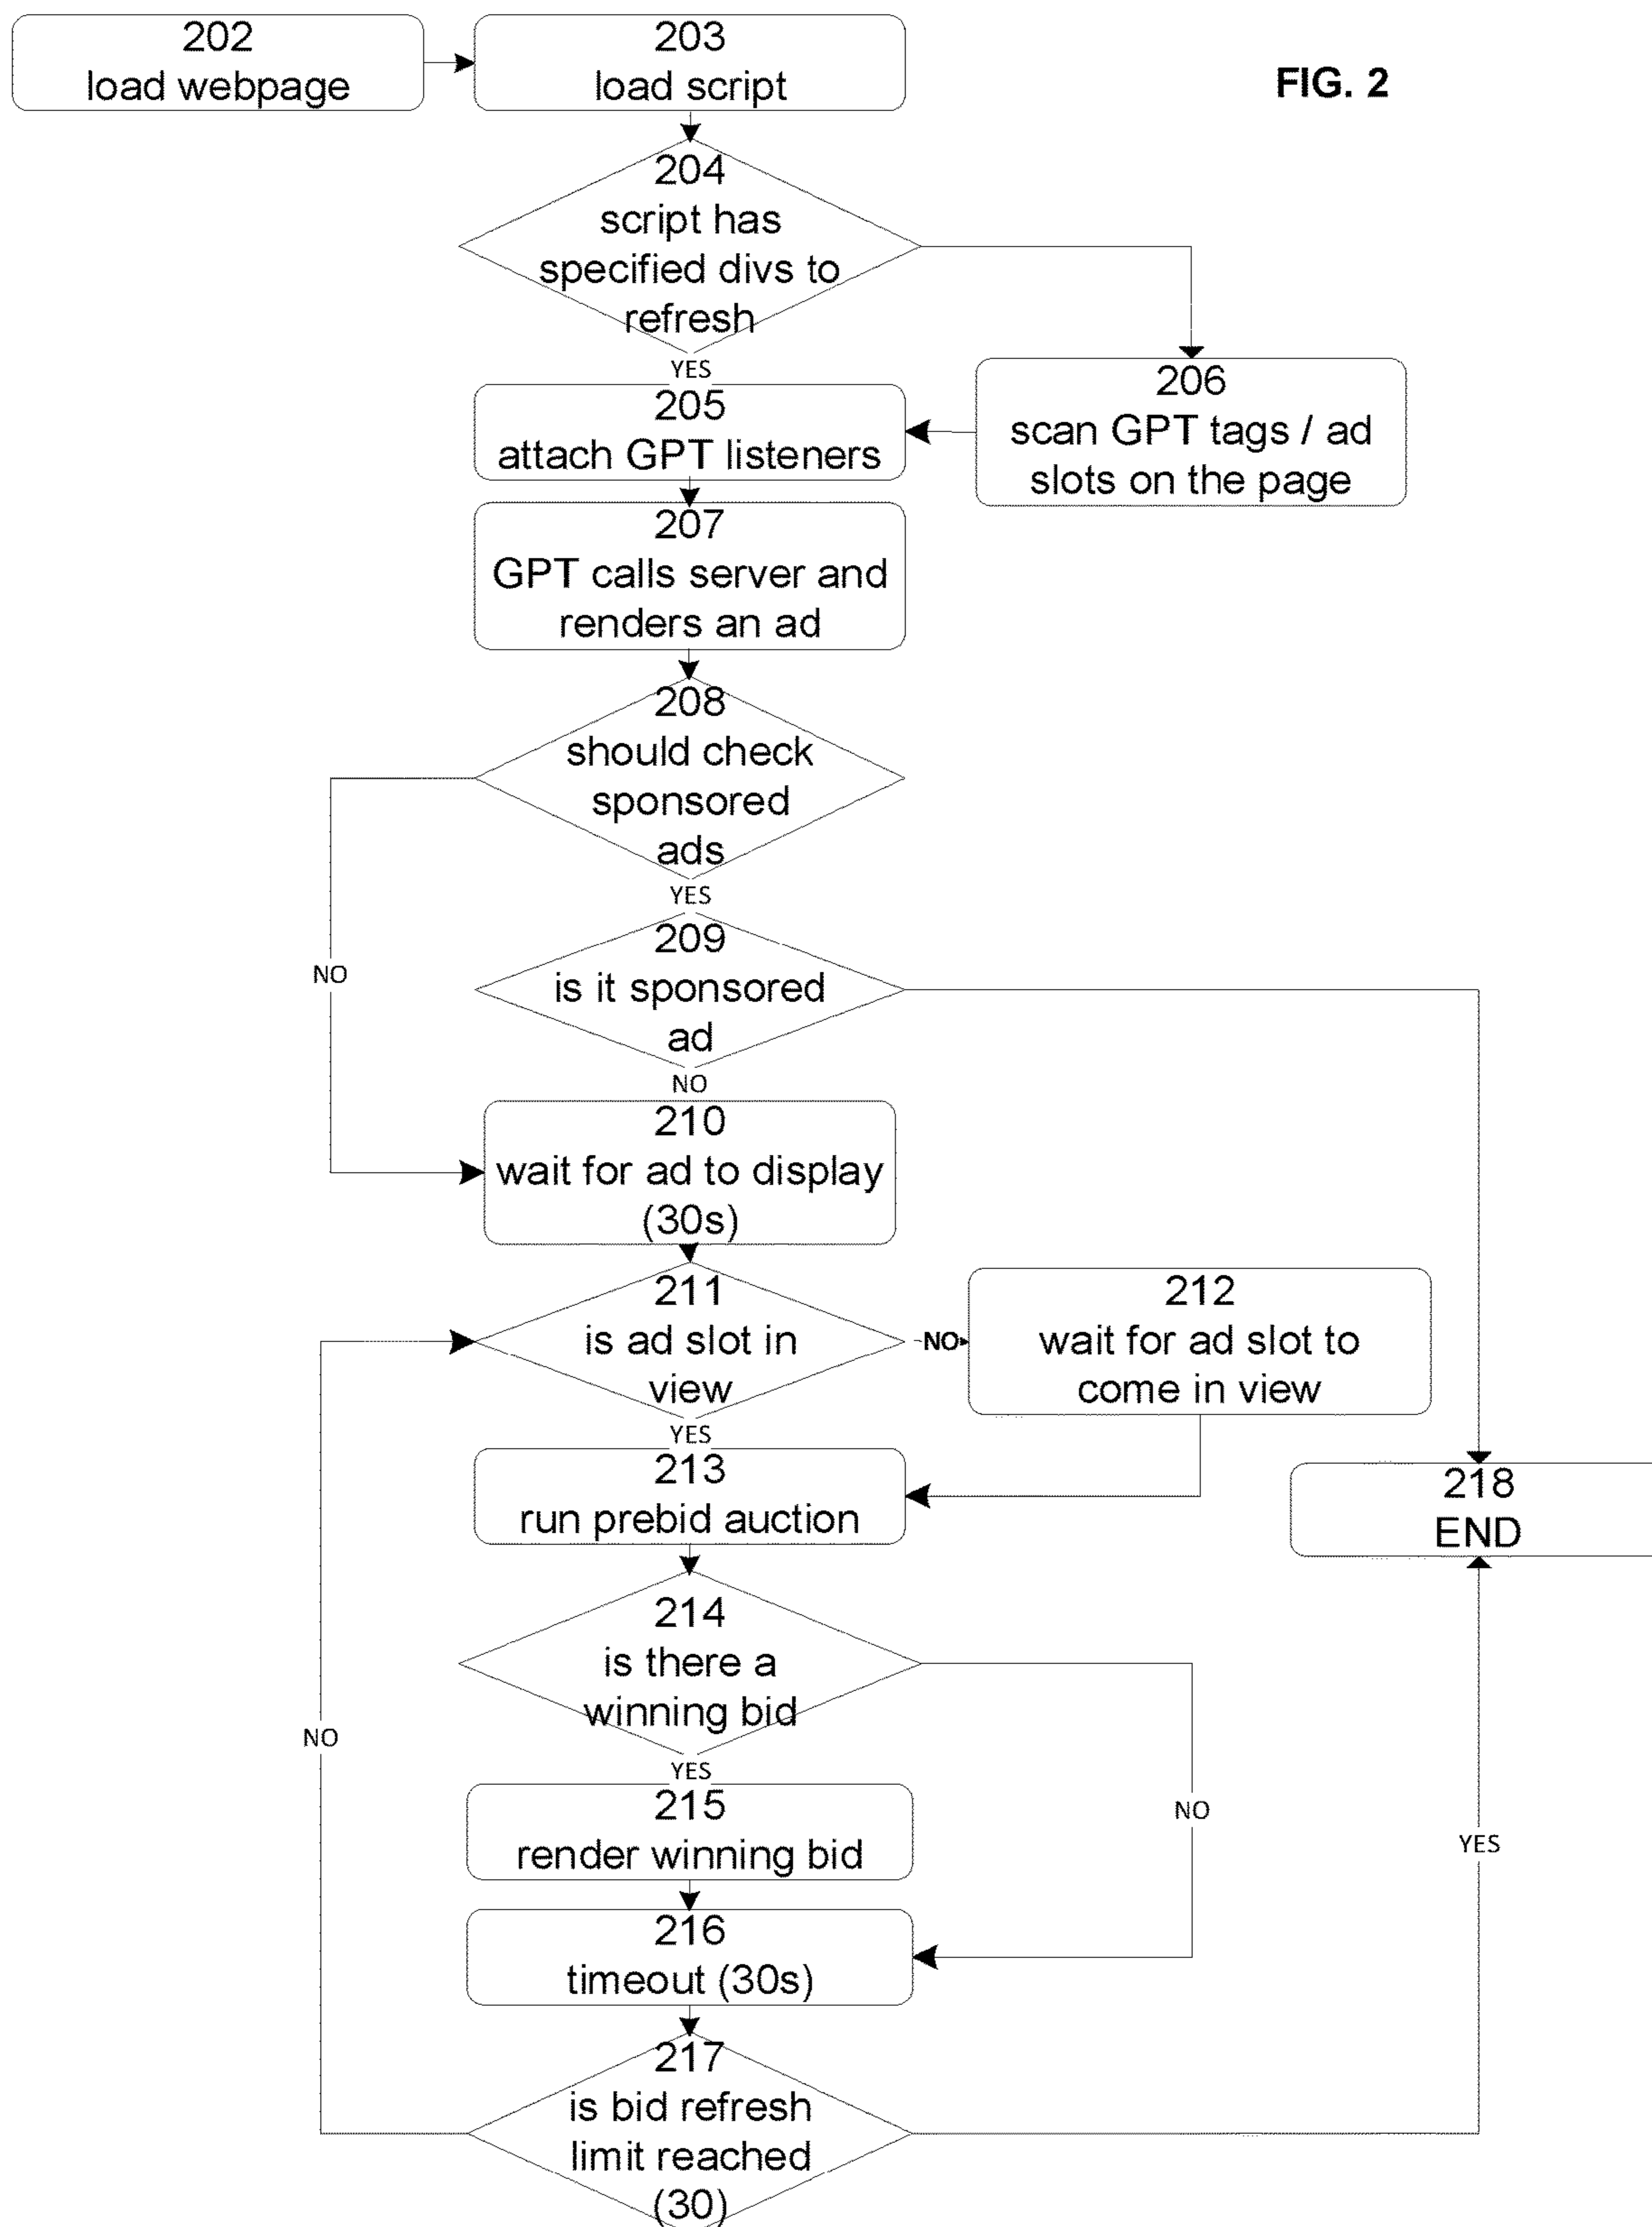 202
load webpage
203
load script
FIG. 2
204
script has
specified divs to
refresh
YES
205
attach GPT listeners
206
scan GPT tags / ad
slots on the page
207
GPT calls server and
renders an ad
208
should check
sponsored
ads
YES
209
is it sponsored
ad
NO
NO
210
wait for ad to display
(30s)
211
is ad slot in
view
NO
212
wait for ad slot to
come in view
YES
213
run prebid auction
218
END
214
is there a
winning bid
NO
YES
215
render winning bid
NO
YES
216
timeout (30s)
217
is bid refresh
limit reached
(30)